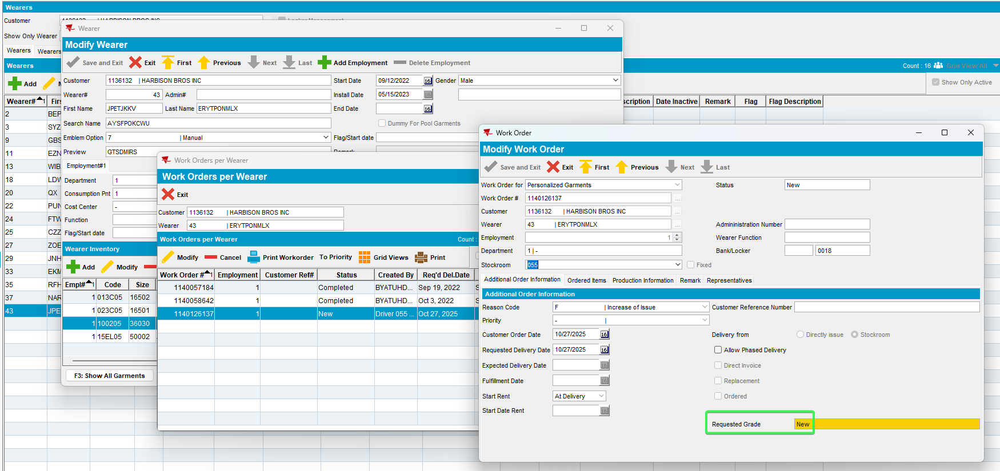 Wearers
Customer
Show Only Wearer
Wearers Wearers
Wearers
Count : 16 Grid View All
Add
Show Only Active
Wearer# 1 Firs
scription Date Inactive Remark Flag Flag Description
2 BEP
3 SYZ
9 GBS
11 EZN
13 WIB
18 LDW
20 QX
22 PUN
24 FTW
25 CZZ
27 ZOE
29 JNH
33 EKM
35 RFH
37 NAR
43 JPE
Wearer
Modify Wearer
Save and Exit Exit First Previous Next Last Add Employment Delete Employment
Customer 1136132 | HARBISON BROS INC Start Date 09/12/2022 16 Gender Male
Wearer# 43 Admin# Install Date 05/15/2023 16
First Name JPETJKKV Last Name ERYTPONMLX End Date 16
Search Name AYSFPOKCWU Dummy For Pool Garments
Emblem Option 7 | Manual Flag/Start date
Preview GTSDMIRS Remark
Employment#1
Department 1
Consumption Pnt 1
Cost Center -
Function
Flag/Start date
Wearer Inventory
Add Modify
Empl# 1 Code Size
1 013C05 16502
1 023C05 16501
1 100205 36030
1 15EL05 50002
F3: Show All Garments
Work Orders per Wearer
Work Orders per Wearer
Exit
Customer 1136132 | HARBISON BROS INC
Wearer 43 | ERYTPONMLX
Work Orders per Wearer Count :
Modify Cancel Print Workorder To Priority Grid Views Print
Work Order # 1 Employment Customer Ref# Status Created By Req'd Del.Date
1140057184 1 Completed BYATUHD... Sep 19, 2022
1140058642 1 Completed BYATUHD... Oct 3, 2022
1140126137 1 New Driver 055 ... Oct 27, 2025
Work Order
Modify Work Order
Save and Exit Exit First Previous Next Last
Work Order for Personalized Garments Status New
Work Order # 1140126137 ...
Customer 1136132 | HARBISON BROS INC ...
Wearer 43 | ERYTPONMLX ... Admininistration Number
Employment 1 Wearer Function
Department 1 | - Bank/Locker 0018
Stockroom 055 Fixed
Additional Order Information Ordered Items Production Information Remark Representatives
Additional Order Information
Reason Code F | Increase of Issue Customer Reference Number
Priority - |
Customer Order Date 10/27/2025 16 Delivery from Directly issue Stockroom
Requested Delivery Date 10/27/2025 16 Allow Phased Delivery
Expected Delivery Date 16 Direct Invoice
Fulfillment Date 16 Replacement
Start Rent At Delivery Ordered
Start Date Rent 16
Requested Grade New